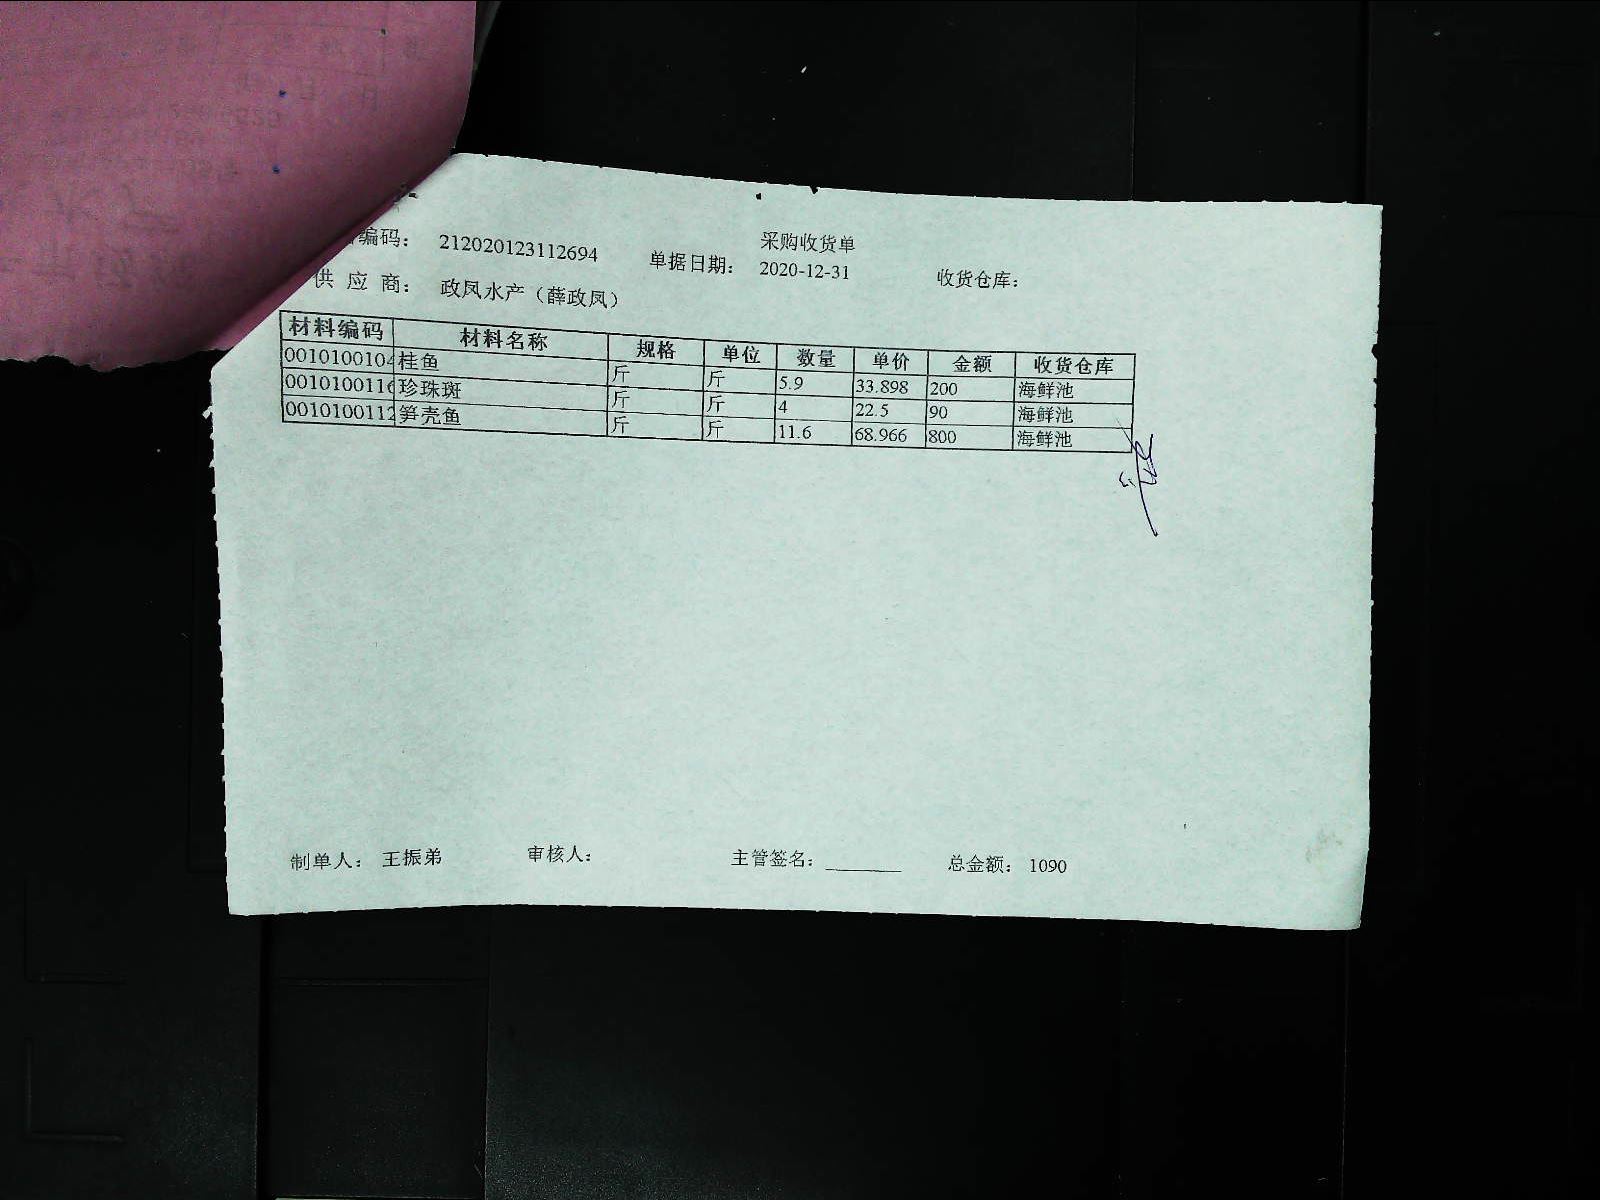 采购收货单
编码： 212020123112694 单据日期： 2020-12-31 收货仓库：
供 应 商： 政凤水产（薛政凤）
材料编码 材料名称 规格 单位 数量 单价 金额 收货仓库
0010100104 桂鱼 斤 斤 5.9 33.898 200 海鲜池
0010100116 珍珠斑 斤 斤 4 22.5 90 海鲜池
0010100112 笋壳鱼 斤 斤 11.6 68.966 800 海鲜池
制单人： 王振弟 审核人： 主管签名： 总金额： 1090